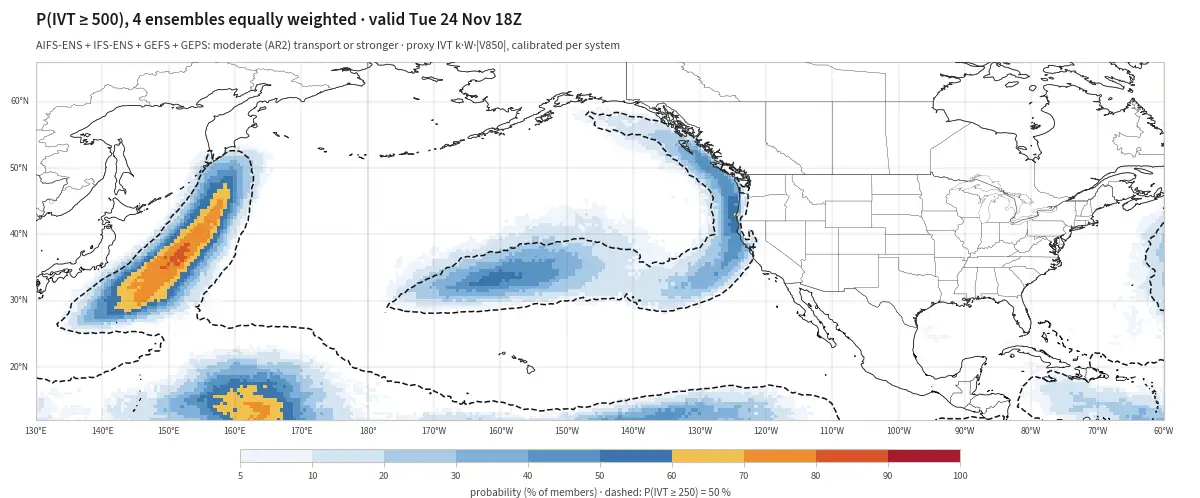 P(IVT ≥ 500), 4 ensembles equally weighted · valid Tue 24 Nov 18Z
AIFS-ENS + IFS-ENS + GEFS + GEPS: moderate (AR2) transport or stronger · proxy IVT k·W·|V850|, calibrated per system
60°N
50°N
40°N
30°N
20°N
130°E 140°E 150°E 160°E 170°E 180° 170°W 160°W 150°W 140°W 130°W 120°W 110°W 100°W 90°W 80°W 70°W 60°W
5 10 20 30 40 50 60 70 80 90 100
probability (% of members) · dashed: P(IVT ≥ 250) = 50 %